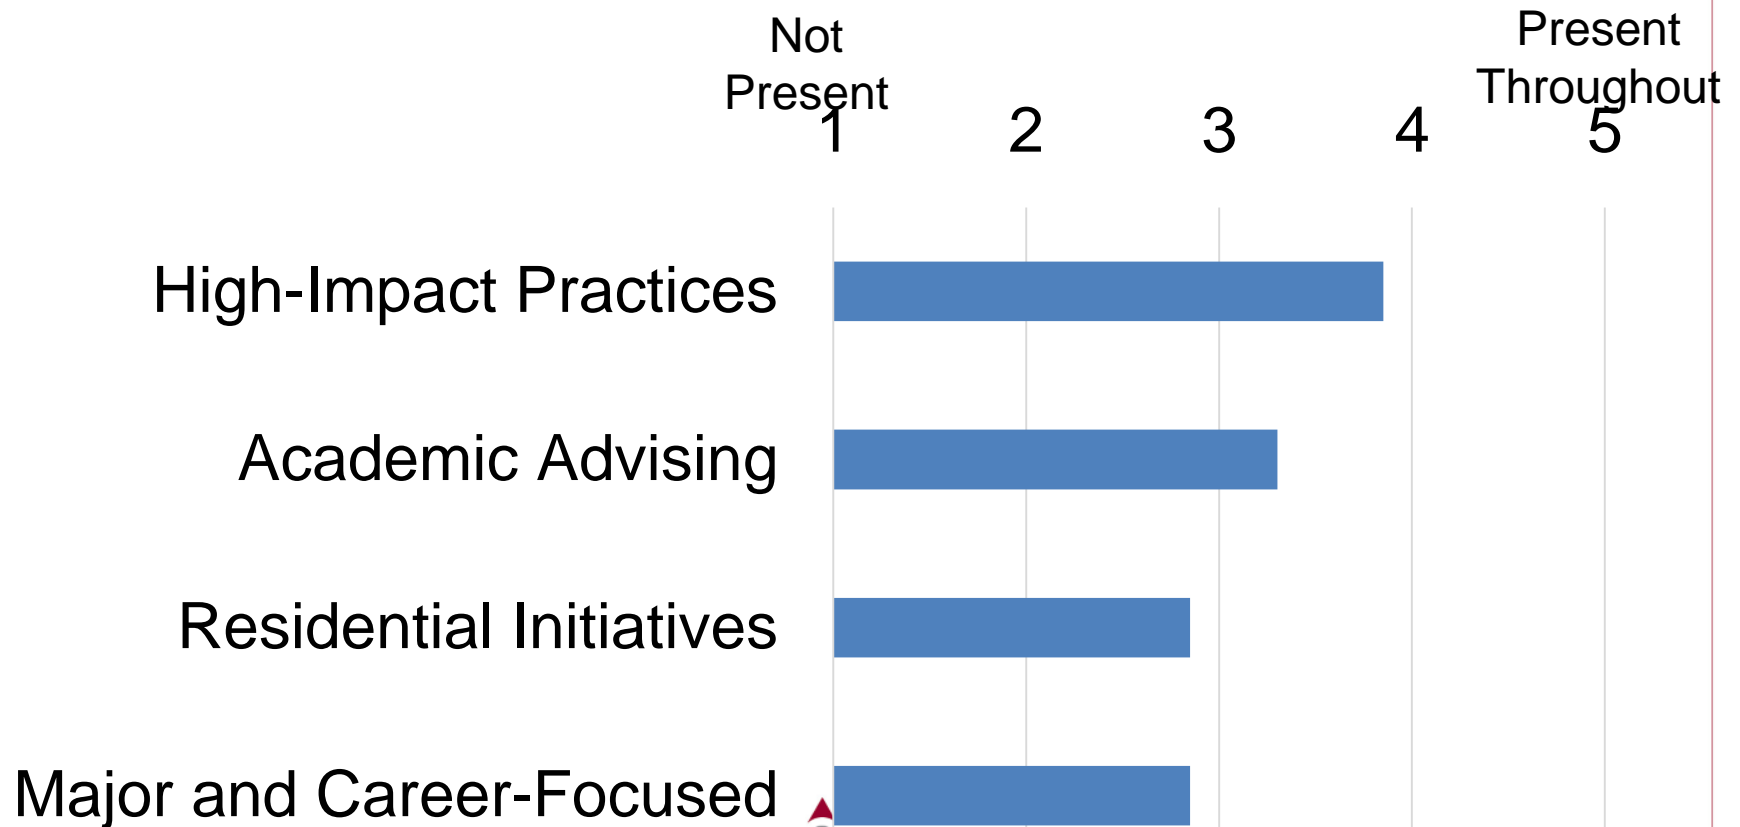 Not
Present
Present
Throughout
1 2 3 4 5
High-Impact Practices
Academic Advising
Residential Initiatives
Major and Career-Focused